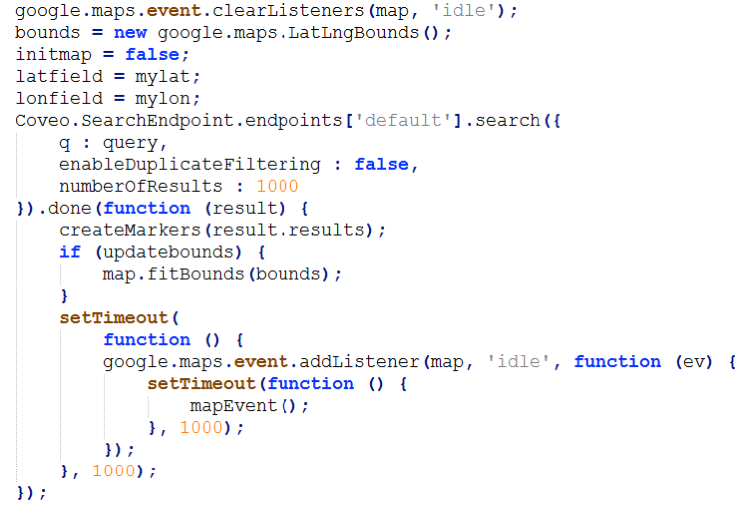 google.maps.event.clearListeners(map, 'idle');
bounds = new google.maps.LatLngBounds();
initmap = false;
latfield = mylat;
lonfield = mylon;
Coveo.SearchEndpoint.endpoints['default'].search({
    q : query,
    enableDuplicateFiltering : false,
    numberOfResults : 1000
}).done(function (result) {
    createMarkers(result.results);
    if (updatebounds) {
        map.fitBounds(bounds);
    }
    setTimeout(
        function () {
        google.maps.event.addListener(map, 'idle', function (ev) {
            setTimeout(function () {
                mapEvent();
            }, 1000);
        });
    }, 1000);
});